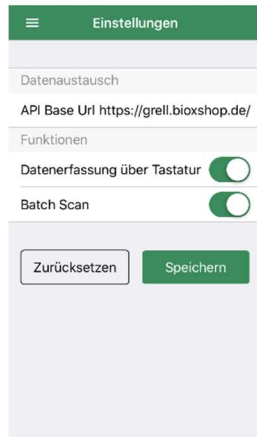 Einstellungen
Datenaustausch
API Base Url https://grell.bioxshop.de/
Funktionen
Datenerfassung über Tastatur
Batch Scan
Zurücksetzen
Speichern